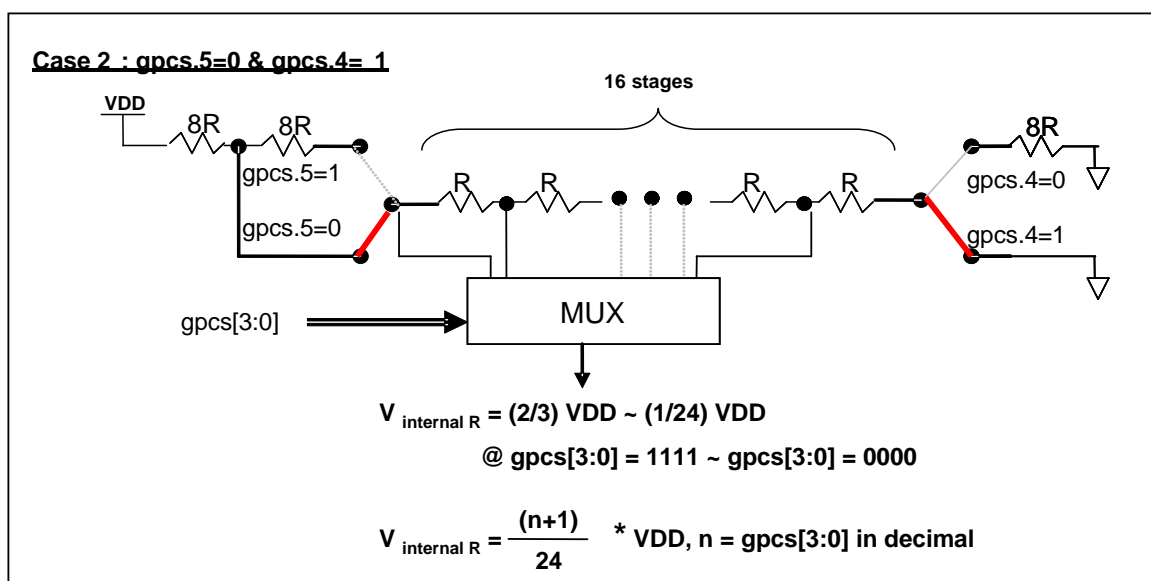 Case 2 : gpcs.5=0 & gpcs.4= 1
16 stages
VDD
8R
8R
8R
gpcs.5=1
gpcs.4=0
R
R
R
R
gpcs.5=0
gpcs.4=1
gpcs[3:0]
MUX
V internal R = (2/3) VDD ~ (1/24) VDD
@ gpcs[3:0] = 1111 ~ gpcs[3:0] = 0000
V internal R = (n+1) / 24 * VDD, n = gpcs[3:0] in decimal